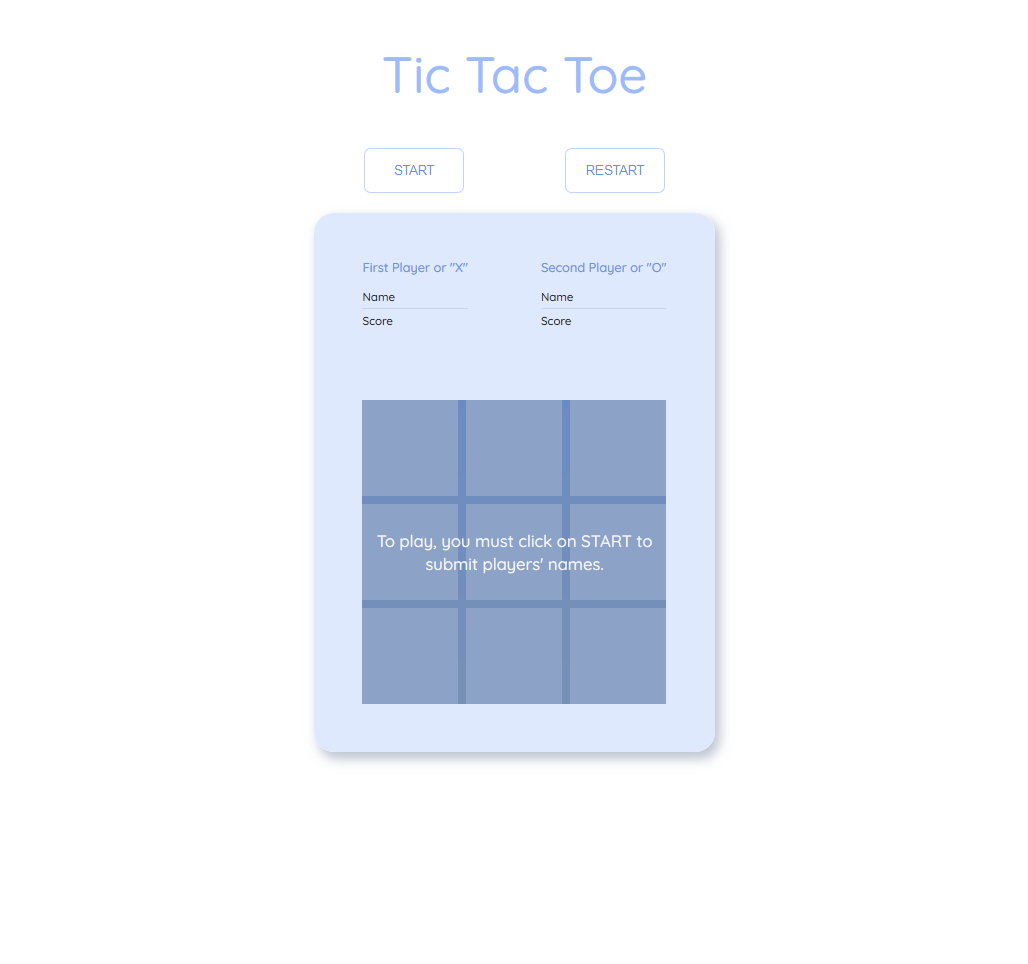 Tic Tac Toe
START
RESTART
First Player or "X"
Name
Score
Second Player or "O"
Name
Score
To play, you must click on START to
submit players' names.